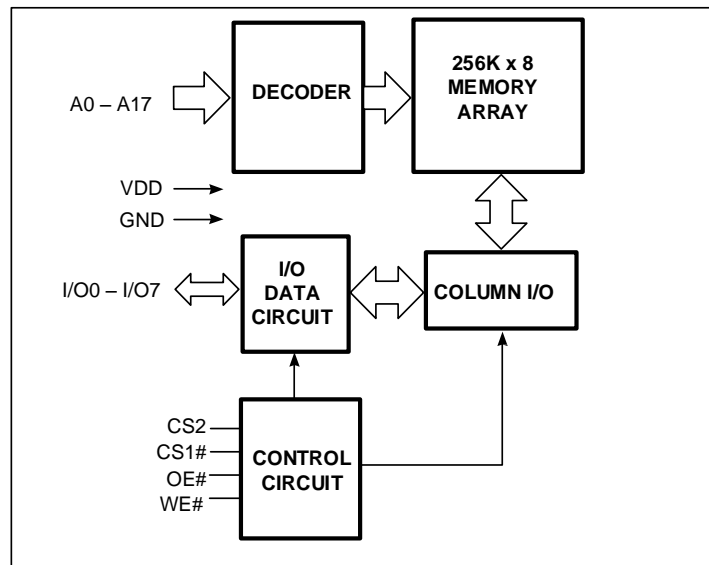 A0 – A17
DECODER
256K x 8
MEMORY
ARRAY
VDD
GND
I/O0 – I/O7
I/O
DATA
CIRCUIT
COLUMN I/O
CS2
CS1#
OE#
WE#
CONTROL
CIRCUIT